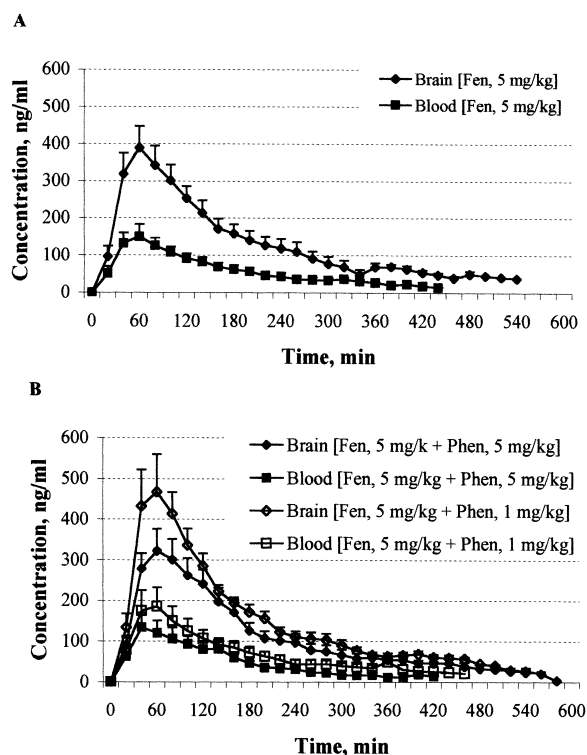 A
Brain [Fen, 5 mg/kg]
Blood [Fen, 5 mg/kg]
Concentration, ng/ml
600
500
400
300
200
100
0
0 60 120 180 240 300 360 420 480 540 600
Time, min
B
Brain [Fen, 5 mg/k + Phen, 5 mg/kg]
Blood [Fen, 5 mg/kg + Phen, 5 mg/kg]
Brain [Fen, 5 mg/kg + Phen, 1 mg/kg]
Blood [Fen, 5 mg/kg + Phen, 1 mg/kg]
Concentration, ng/ml
600
500
400
300
200
100
0
0 60 120 180 240 300 360 420 480 540 600
Time, min